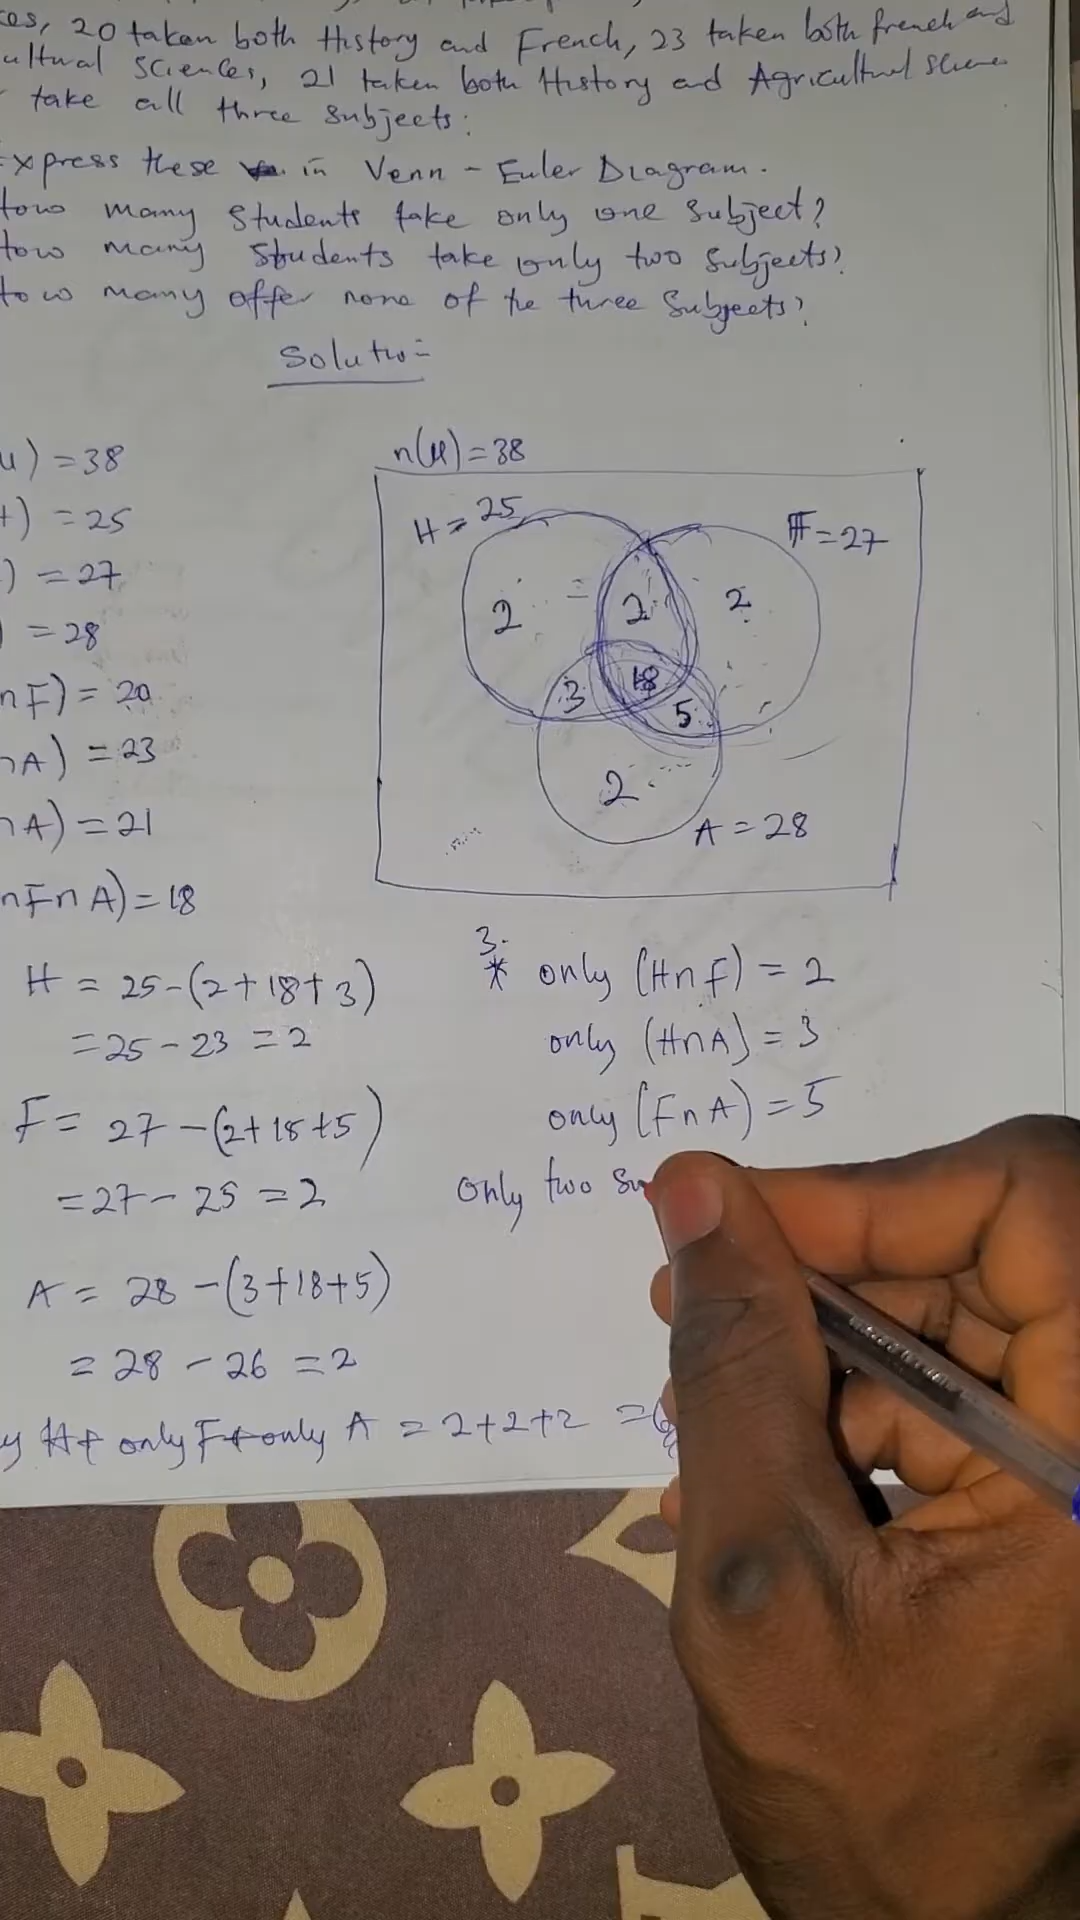 20 taken both History and French, 23 taken both french and
Sciences, 21 taken both History and Agricultural
take all three Subjects:
Express these in Venn - Euler Diagram.
How many Students take only one Subject?
How many Students take only two Subjects?
How many offer none of the three Subjects?
Solution
n(μ) = 38
H = 25
F = 27
2
2
2
3
18
5
2
A = 28
μ) = 38
) = 25
) = 27
) = 28
nF) = 20
nA) = 23
nA) = 21
nFnA) = 18
H = 25-(2+18+3)
= 25 - 23 = 2
F = 27 - (2+18+5)
= 27 - 25 = 2
A = 28 - (3+18+5)
= 28 - 26 = 2
y H+ only F+ only A = 2+2+2 = 6
3.
* only (HnF) = 2
only (HnA) = 3
only (FnA) = 5
Only two su